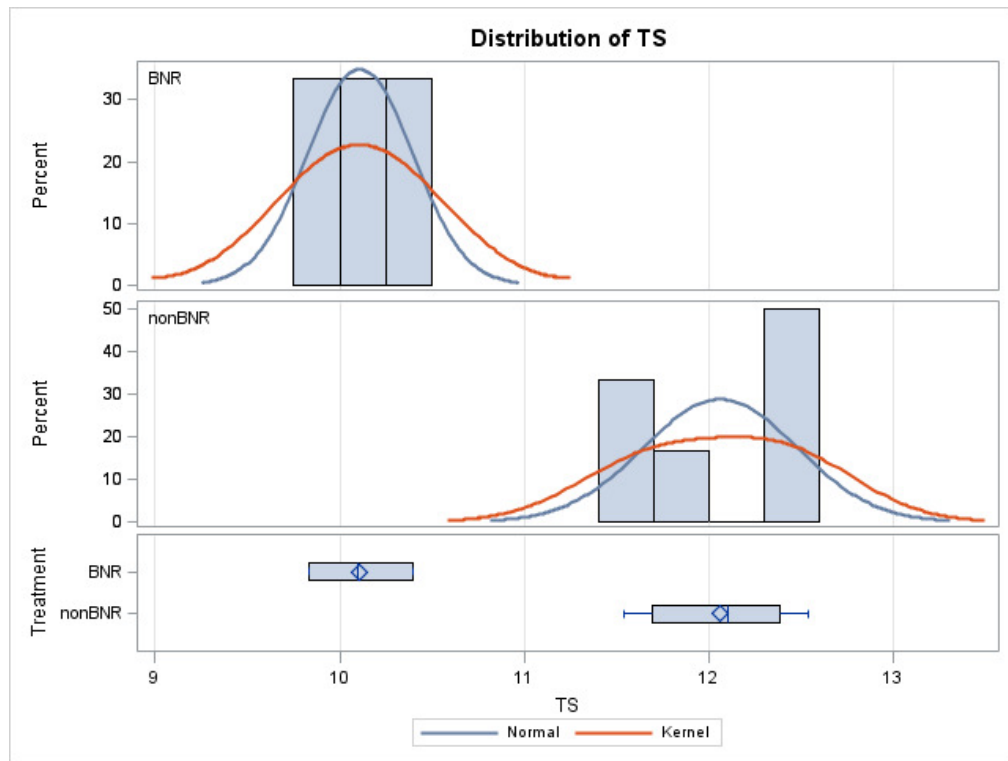 Distribution of TS
BNR
Percent
30
20
10
0
nonBNR
Percent
50
40
30
20
10
0
Treatment
BNR
nonBNR
9 10 11 12 13
TS
Normal Kernel